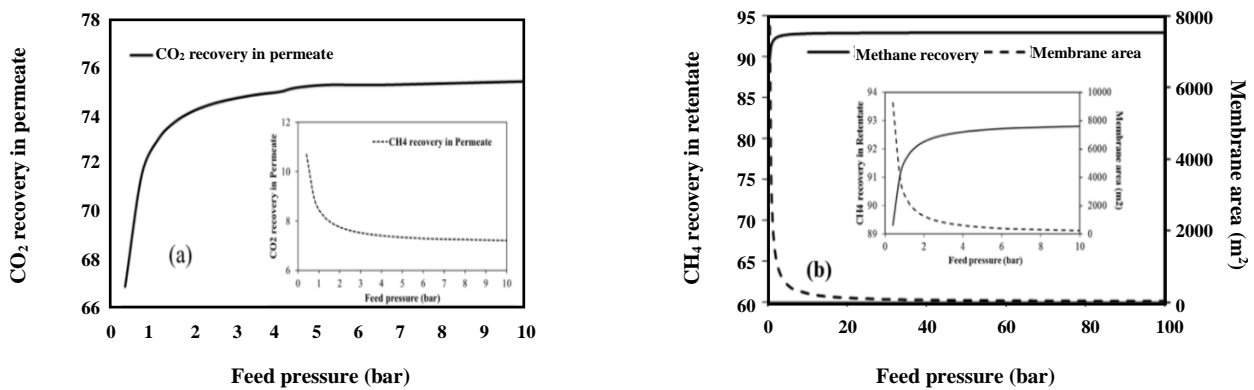 78
76
74
72
70
68
66
CO₂ recovery in permeate
CO₂ recovery in permeate
12
10
8
6
CO2 recovery in Permeate
CH4 recovery in Permeate
0 1 2 3 4 5 6 7 8 9 10
Feed pressure (bar)
(a)
0 1 2 3 4 5 6 7 8 9 10
Feed pressure (bar)
95
90
85
80
75
70
65
60
CH₄ recovery in retentate
Methane recovery
Membrane area
94
93
92
91
90
89
CH4 recovery in Retentate
10000
8000
6000
4000
2000
0
Membrane area (m2)
0 2 4 6 8 10
Feed pressure (bar)
(b)
8000
6000
4000
2000
0
Membrane area (m²)
0 20 40 60 80 100
Feed pressure (bar)